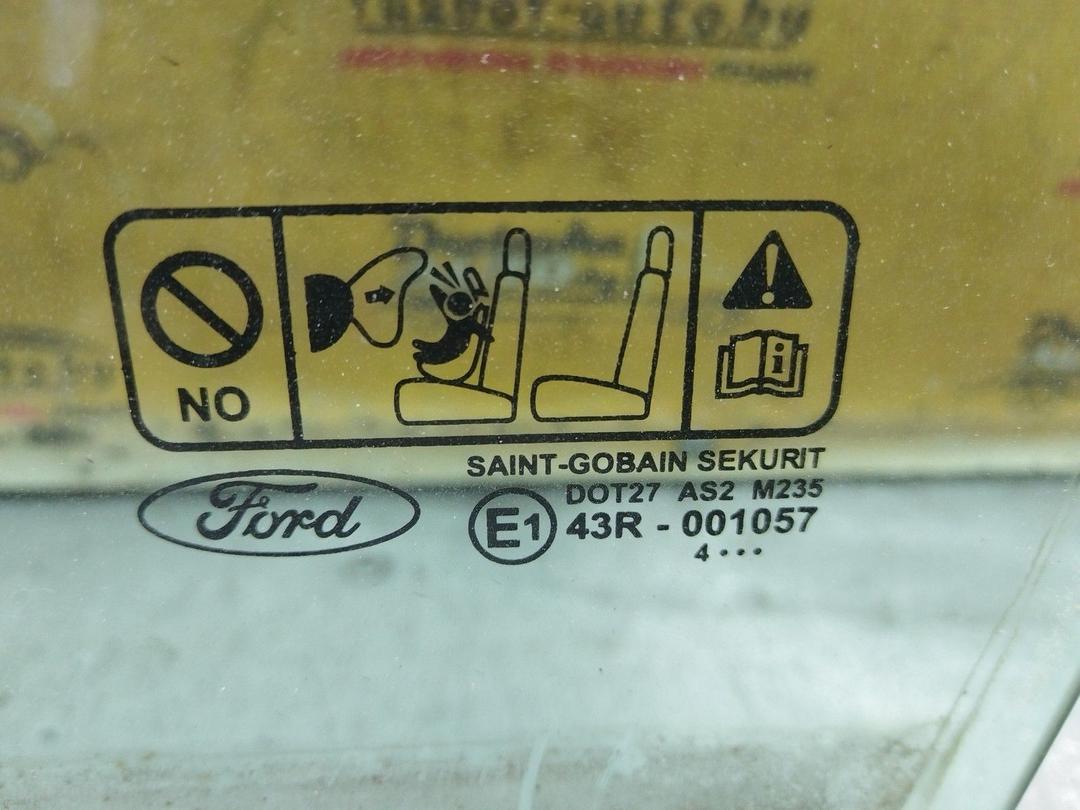 NO
Ford
SAINT-GOBAIN SEKURIT
DOT27 AS2 M235
E1 43R - 001057
4 • • •